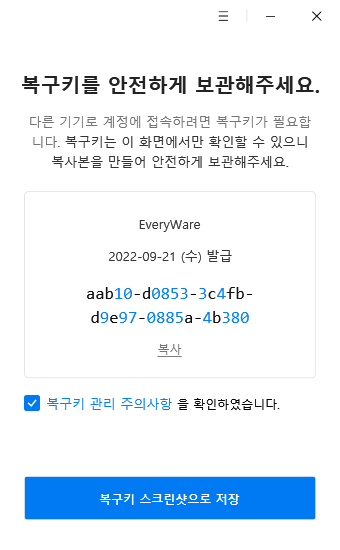 복구키를 안전하게 보관해주세요.
다른 기기로 계정에 접속하려면 복구키가 필요합
니다. 복구키는 이 화면에서만 확인할 수 있으니
복사본을 만들어 안전하게 보관해주세요.
EveryWare
2022-09-21 (수) 발급
aab10-d0853-3c4fb-
d9e97-0885a-4b380
복사
복구키 관리 주의사항 을 확인하였습니다.
복구키 스크린샷으로 저장